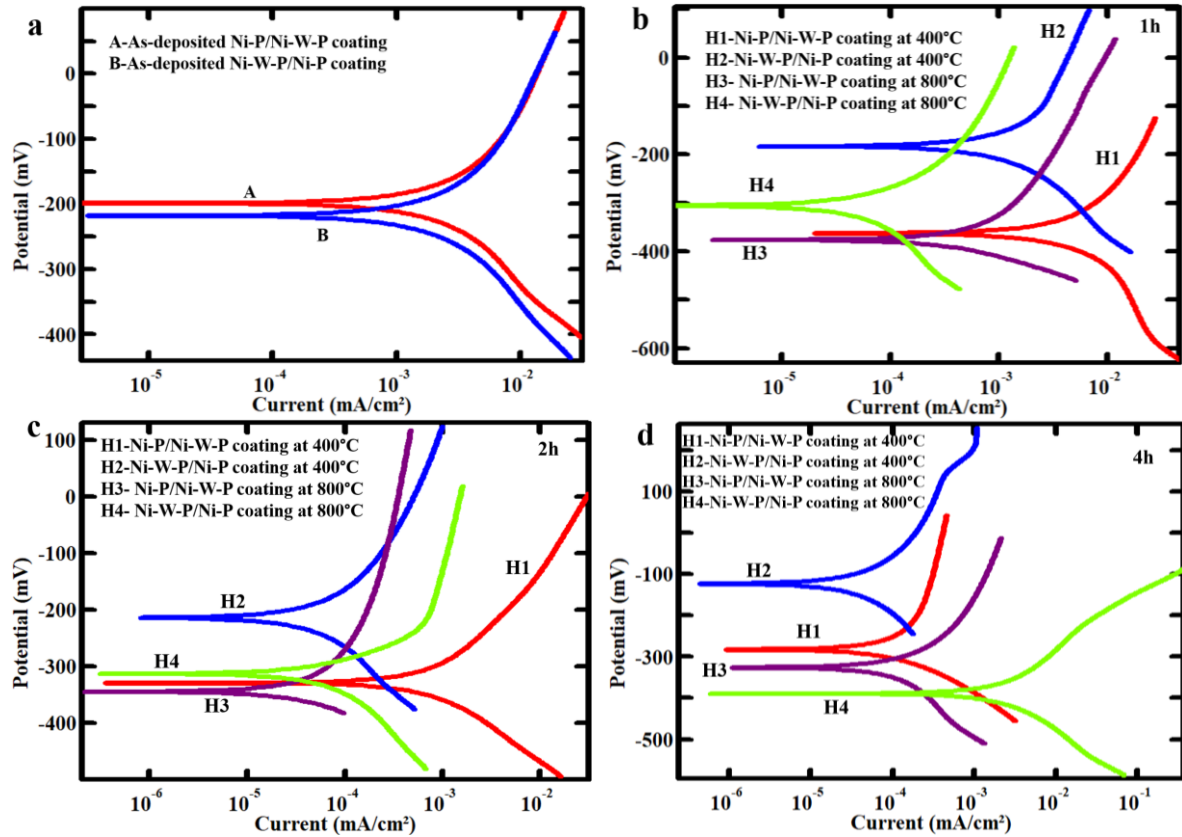 a
A-As-deposited Ni-P/Ni-W-P coating
B-As-deposited Ni-W-P/Ni-P coating
0
-100
-200
-300
-400
Potential (mV)
A
B
10⁻⁵
10⁻⁴
10⁻³
10⁻²
Current (mA/cm²)
b
1h
H1-Ni-P/Ni-W-P coating at 400°C
H2-Ni-W-P/Ni-P coating at 400°C
H3- Ni-P/Ni-W-P coating at 800°C
H4- Ni-W-P/Ni-P coating at 800°C
0
-200
-400
-600
Potential (mV)
H2
H1
H4
H3
10⁻⁵
10⁻⁴
10⁻³
10⁻²
Current (mA/cm²)
c
2h
H1-Ni-P/Ni-W-P coating at 400°C
H2-Ni-W-P/Ni-P coating at 400°C
H3- Ni-P/Ni-W-P coating at 800°C
H4- Ni-W-P/Ni-P coating at 800°C
100
0
-100
-200
-300
-400
Potential (mV)
H1
H2
H4
H3
10⁻⁶
10⁻⁵
10⁻⁴
10⁻³
10⁻²
Current (mA/cm²)
d
4h
H1-Ni-P/Ni-W-P coating at 400°C
H2-Ni-W-P/Ni-P coating at 400°C
H3-Ni-P/Ni-W-P coating at 800°C
H4-Ni-W-P/Ni-P coating at 800°C
100
-100
-300
-500
Potential (mV)
H2
H1
H3
H4
10⁻⁶
10⁻⁵
10⁻⁴
10⁻³
10⁻²
10⁻¹
Current (mA/cm²)